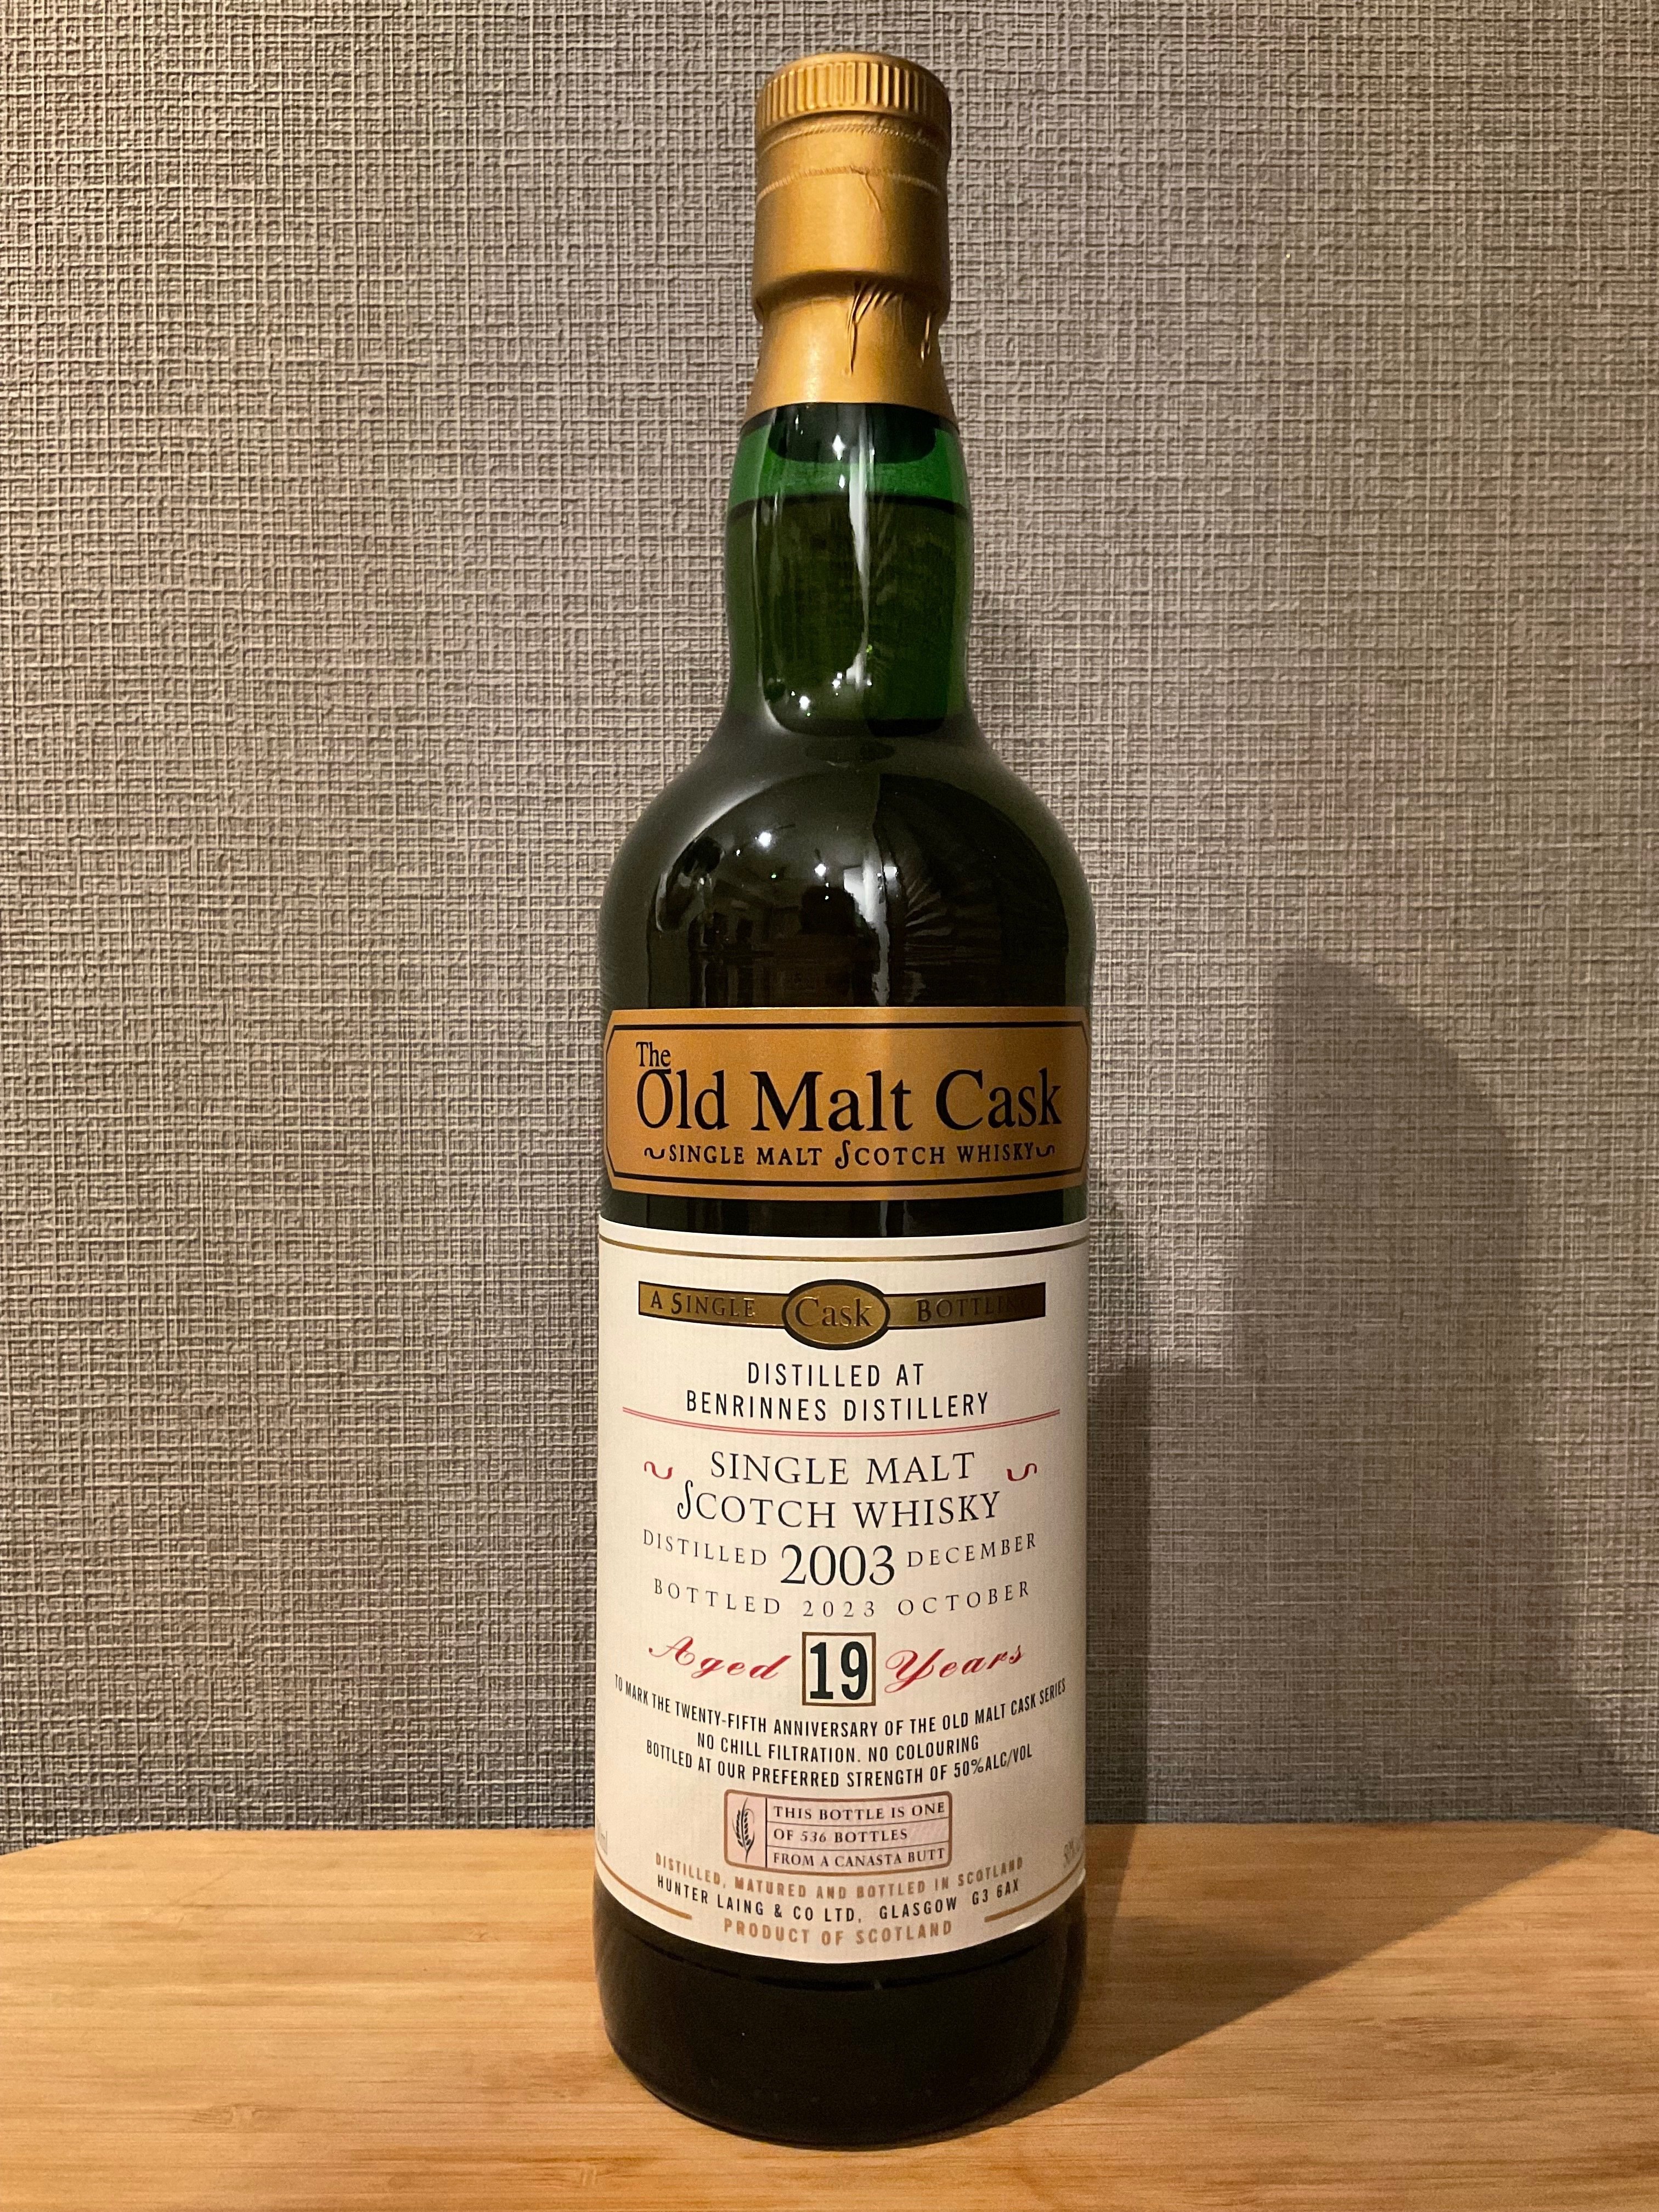 The
Old Malt Cask
SINGLE MALT SCOTCH WHISKY
A SINGLE Cask BOTTLING
DISTILLED AT
BENRINNES DISTILLERY
SINGLE MALT
SCOTCH WHISKY
DISTILLED 2003 DECEMBER
BOTTLED 2023 OCTOBER
Aged 19 Years
TO MARK THE TWENTY-FIFTH ANNIVERSARY OF THE OLD MALT CASK SERIES
NO CHILL FILTRATION. NO COLOURING
BOTTLED AT OUR PREFERRED STRENGTH OF 50%ALC/VOL
THIS BOTTLE IS ONE
OF 536 BOTTLES
FROM A CANASTA BUTT
DISTILLED, MATURED AND BOTTLED IN SCOTLAND
HUNTER LAING & CO LTD, GLASGOW G3 6AX
PRODUCT OF SCOTLAND